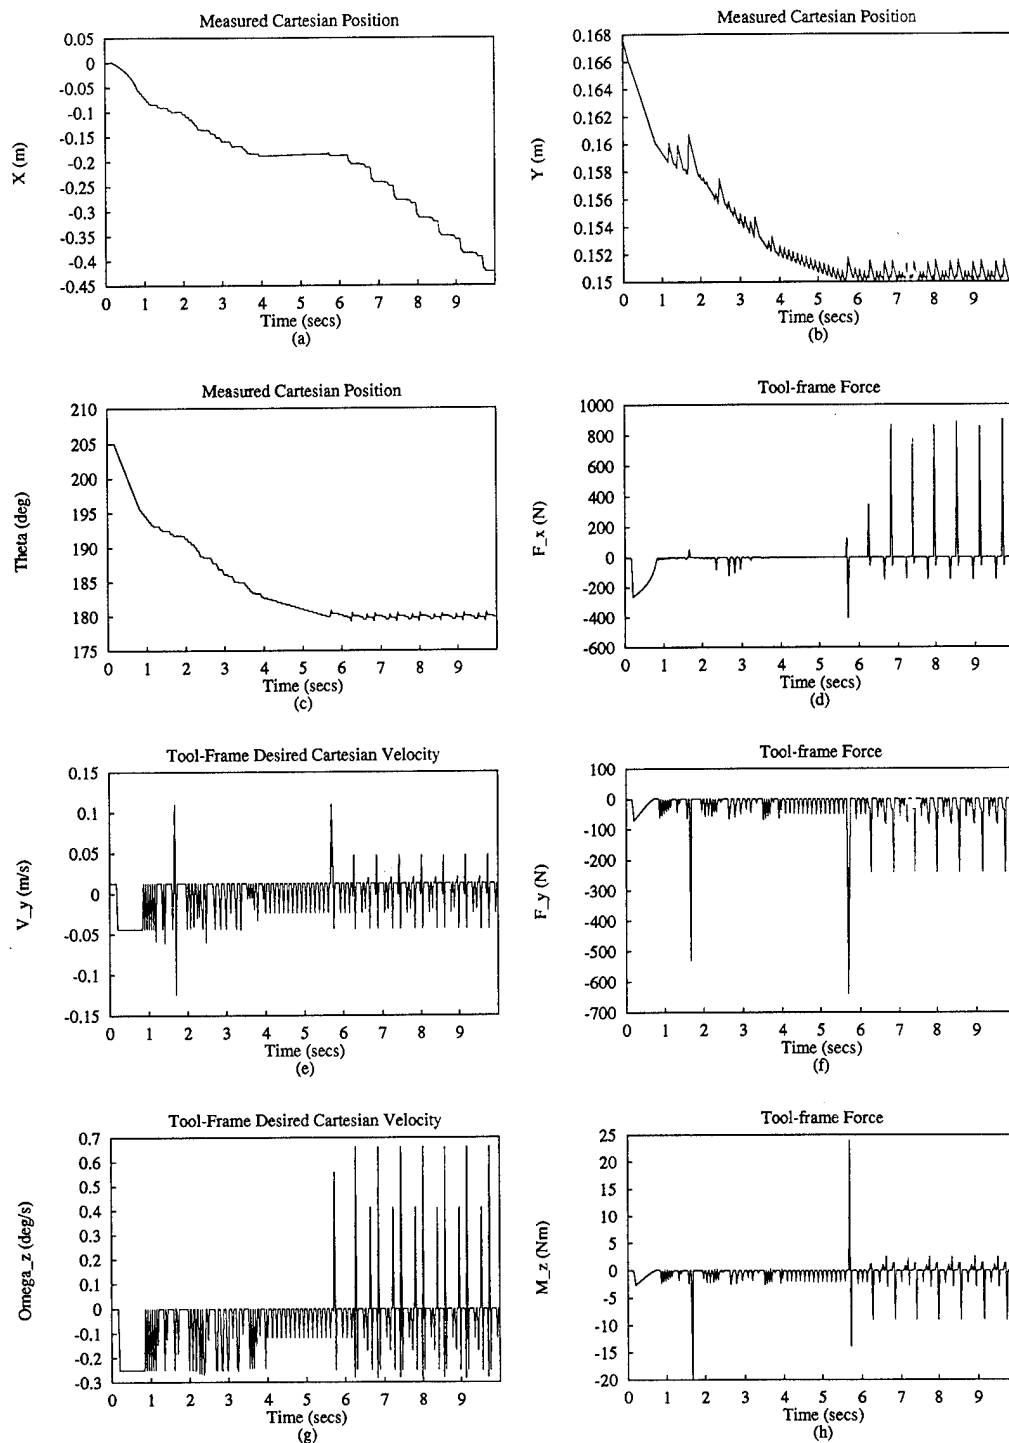 Measured Cartesian Position
0.05
0
-0.05
-0.1
-0.15
-0.2
-0.25
-0.3
-0.35
-0.4
-0.45
X (m)
0 1 2 3 4 5 6 7 8 9
Time (secs)
(a)
Measured Cartesian Position
0.168
0.166
0.164
0.162
0.16
0.158
0.156
0.154
0.152
0.15
Y (m)
0 1 2 3 4 5 6 7 8 9
Time (secs)
(b)
Measured Cartesian Position
210
205
200
195
190
185
180
175
Theta (deg)
0 1 2 3 4 5 6 7 8 9
Time (secs)
(c)
Tool-frame Force
1000
800
600
400
200
0
-200
-400
-600
F_x (N)
0 1 2 3 4 5 6 7 8 9
Time (secs)
(d)
Tool-Frame Desired Cartesian Velocity
0.15
0.1
0.05
0
-0.05
-0.1
-0.15
V_y (m/s)
0 1 2 3 4 5 6 7 8 9
Time (secs)
(e)
Tool-frame Force
100
0
-100
-200
-300
-400
-500
-600
-700
F_y (N)
0 1 2 3 4 5 6 7 8 9
Time (secs)
(f)
Tool-Frame Desired Cartesian Velocity
0.7
0.6
0.5
0.4
0.3
0.2
0.1
0
-0.1
-0.2
-0.3
Omega_z (deg/s)
0 1 2 3 4 5 6 7 8 9
Time (secs)
(g)
Tool-frame Force
25
20
15
10
5
0
-5
-10
-15
-20
M_z (Nm)
0 1 2 3 4 5 6 7 8 9
Time (secs)
(h)